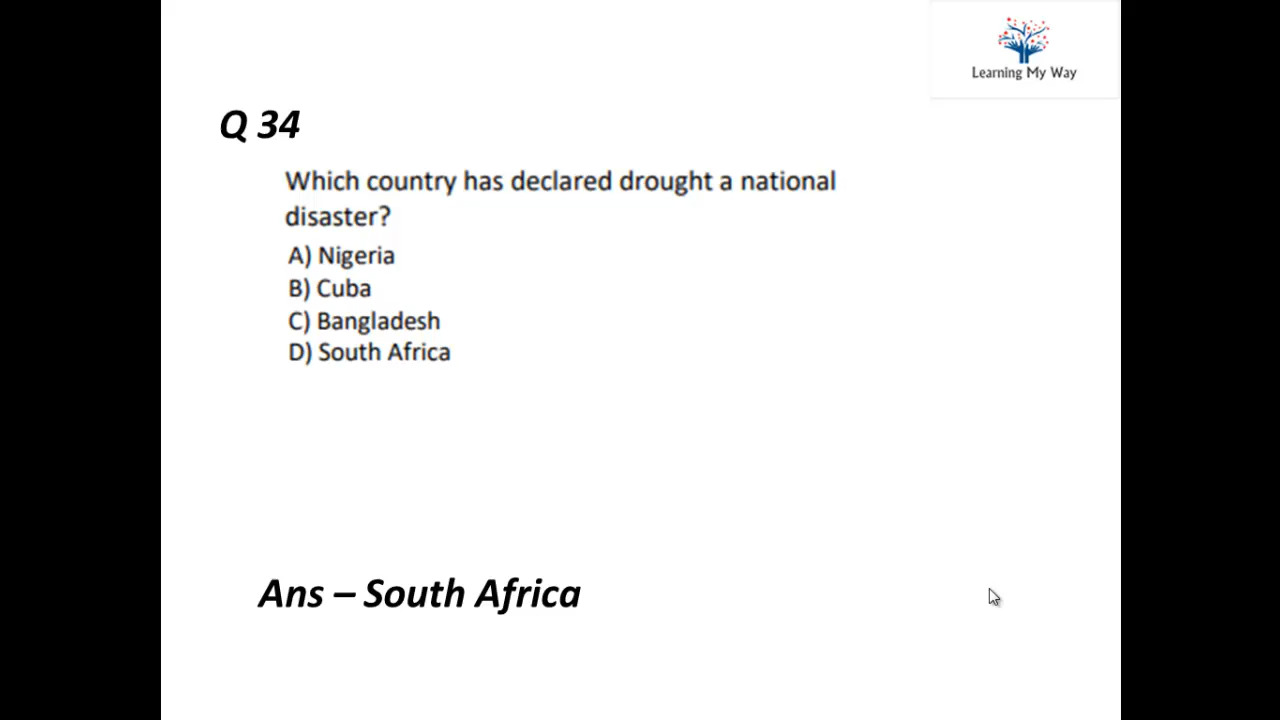 Learning My Way
Q 34
Which country has declared drought a national
disaster?
A) Nigeria
B) Cuba
C) Bangladesh
D) South Africa
Ans – South Africa